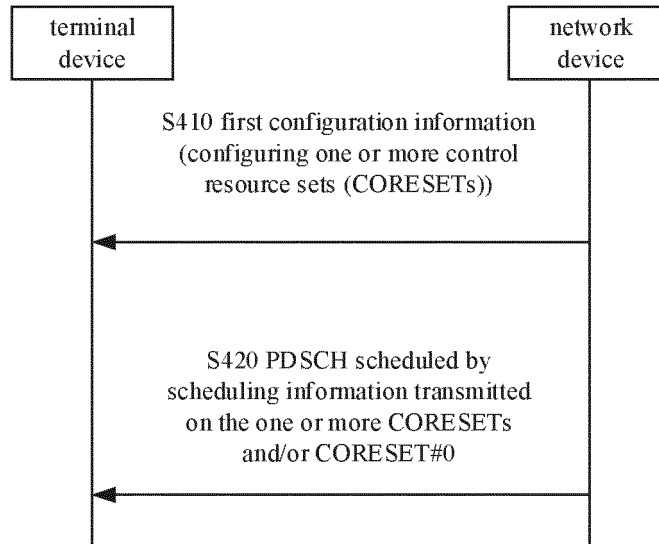 terminal
device
network
device
S410 first configuration information
(configuring one or more control
resource sets (CORESETs))
S420 PDSCH scheduled by
scheduling information transmitted
on the one or more CORESETs
and/or CORESET#0